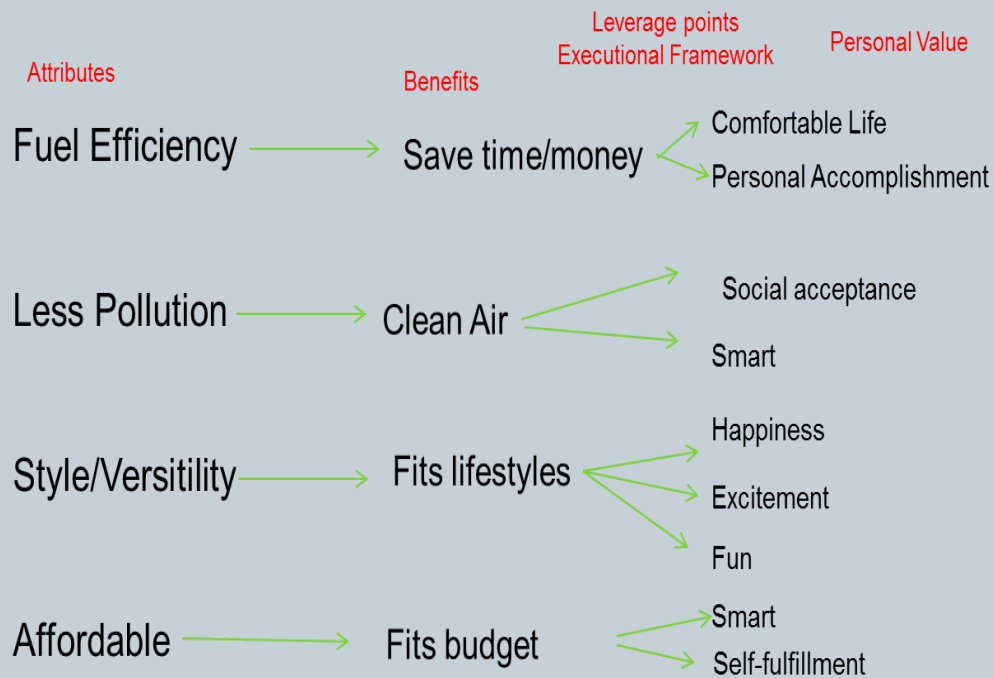 Leverage points
Executional Framework
Personal Value
Attributes
Benefits
Fuel Efficiency
Save time/money
Comfortable Life
Personal Accomplishment
Less Pollution
Clean Air
Social acceptance
Smart
Style/Versitility
Fits lifestyles
Happiness
Excitement
Fun
Affordable
Fits budget
Smart
Self-fulfillment